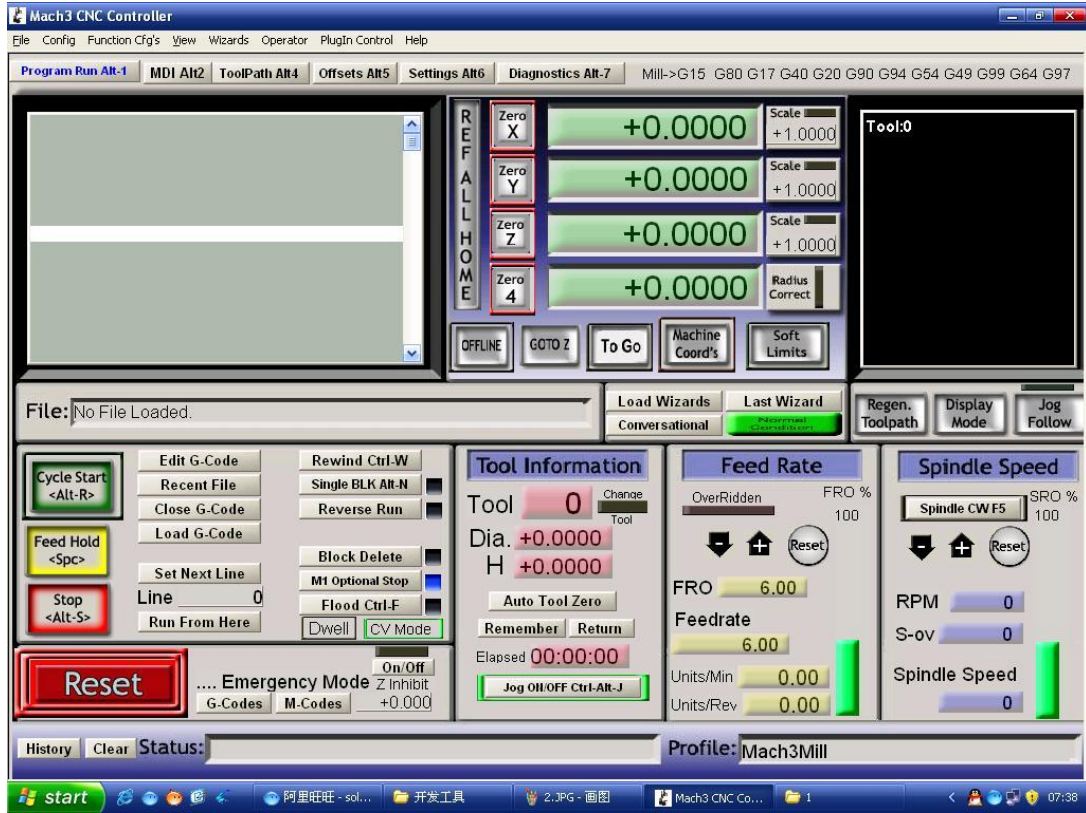 Mach3 CNC Controller
File Config Function Cfg's View Wizards Operator PlugIn Control Help
Program Run Alt-1 MDI Alt2 ToolPath Alt4 Offsets Alt5 Settings Alt6 Diagnostics Alt-7 Mill->G15 G80 G17 G40 G20 G90 G94 G54 G49 G99 G64 G97
REF ALL HOME
Zero X +0.0000 Scale +1.0000
Zero Y +0.0000 Scale +1.0000
Zero Z +0.0000 Scale +1.0000
Zero 4 +0.0000 Radius Correct
OFFLINE GOTO Z To Go Machine Coord's Soft Limits
Tool:0
File: No File Loaded.
Load Wizards Last Wizard
Conversational Normal Condition
Regen. Toolpath Display Mode Jog Follow
Cycle Start <Alt-R>
Feed Hold <Spc>
Stop <Alt-S>
Edit G-Code
Recent File
Close G-Code
Load G-Code
Set Next Line
Line 0
Run From Here
Rewind Ctrl-W
Single BLK Alt-N
Reverse Run
Block Delete
M1 Optional Stop
Flood Ctrl-F
Dwell CV Mode
Reset
.... Emergency Mode
G-Codes M-Codes
On/Off
Z Inhibit
+0.000
Tool Information
Tool 0 Change Tool
Dia. +0.0000
H +0.0000
Auto Tool Zero
Remember Return
Elapsed 00:00:00
Jog ON/OFF Ctrl-Alt-J
Feed Rate
OverRidden FRO %
100
Reset
FRO 6.00
Feedrate
6.00
Units/Min 0.00
Units/Rev 0.00
Spindle Speed
Spindle CW F5 SRO %
100
Reset
RPM 0
S-ov 0
Spindle Speed
0
History Clear Status:
Profile: Mach3Mill
start 阿里旺旺 - sol... 开发工具 2.JPG - 画图 Mach3 CNC Co... 1 07:38